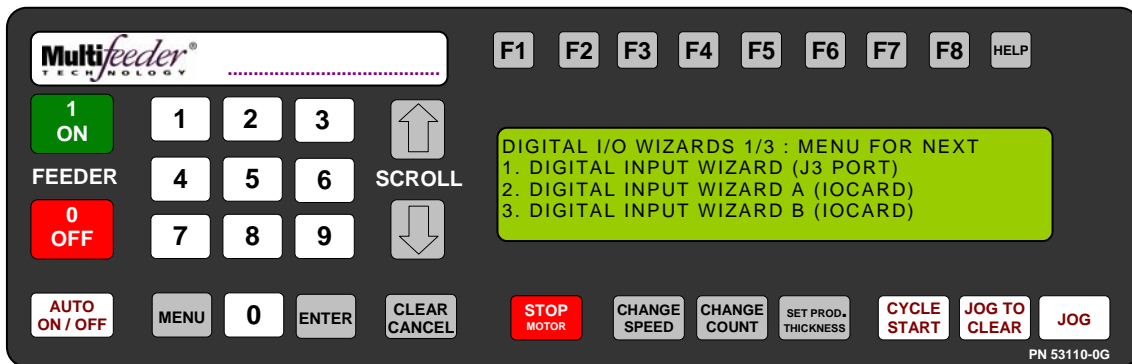 Multifeeder®
TECHNOLOGY
F1 F2 F3 F4 F5 F6 F7 F8 HELP
1
ON
FEEDER
0
OFF
1 2 3
4 5 6
7 8 9
SCROLL
DIGITAL I/O WIZARDS 1/3 : MENU FOR NEXT
1. DIGITAL INPUT WIZARD (J3 PORT)
2. DIGITAL INPUT WIZARD A (IOCARD)
3. DIGITAL INPUT WIZARD B (IOCARD)
AUTO
ON / OFF
MENU 0 ENTER
CLEAR
CANCEL
STOP
MOTOR
CHANGE
SPEED
CHANGE
COUNT
SET PROD.
THICKNESS
CYCLE
START
JOG TO
CLEAR
JOG
PN 53110-0G